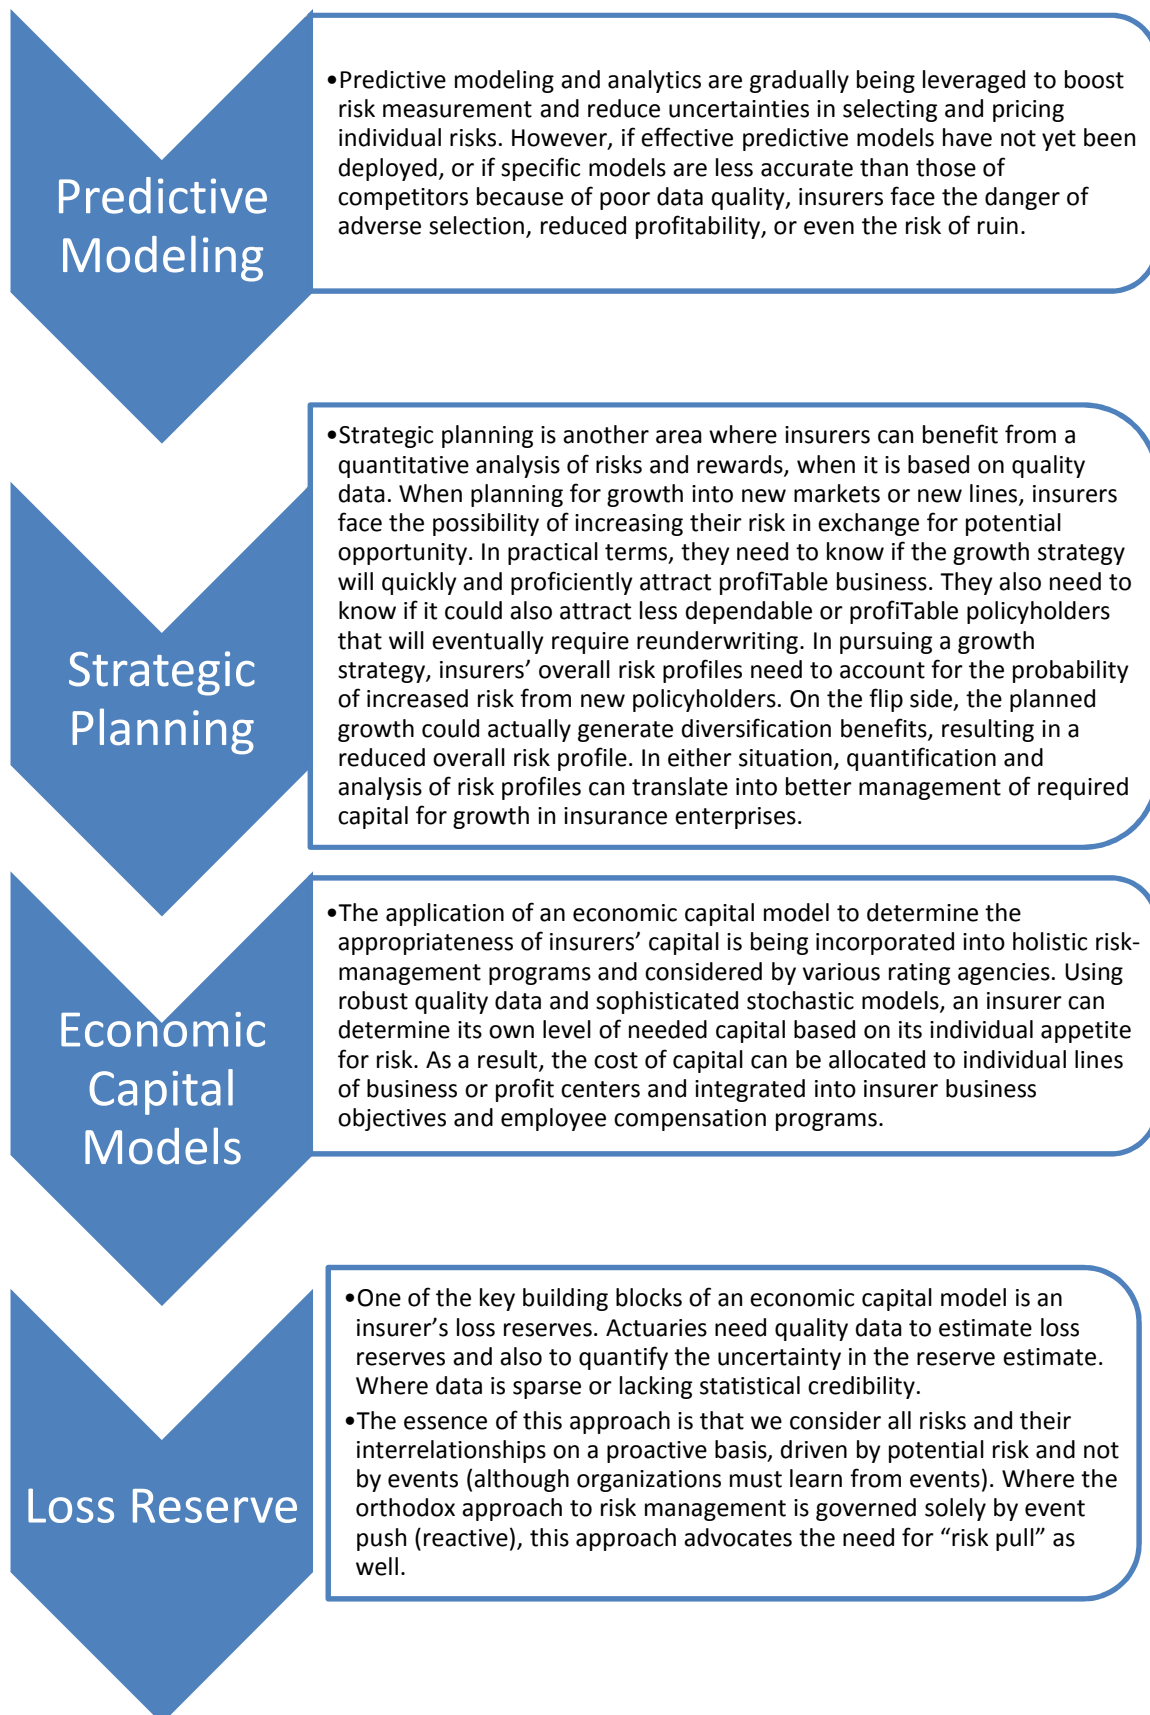 Predictive
Modeling
•Predictive modeling and analytics are gradually being leveraged to boost
risk measurement and reduce uncertainties in selecting and pricing
individual risks. However, if effective predictive models have not yet been
deployed, or if specific models are less accurate than those of
competitors because of poor data quality, insurers face the danger of
adverse selection, reduced profitability, or even the risk of ruin.
Strategic
Planning
•Strategic planning is another area where insurers can benefit from a
quantitative analysis of risks and rewards, when it is based on quality
data. When planning for growth into new markets or new lines, insurers
face the possibility of increasing their risk in exchange for potential
opportunity. In practical terms, they need to know if the growth strategy
will quickly and proficiently attract profiTable business. They also need to
know if it could also attract less dependable or profiTable policyholders
that will eventually require reunderwriting. In pursuing a growth
strategy, insurers’ overall risk profiles need to account for the probability
of increased risk from new policyholders. On the flip side, the planned
growth could actually generate diversification benefits, resulting in a
reduced overall risk profile. In either situation, quantification and
analysis of risk profiles can translate into better management of required
capital for growth in insurance enterprises.
Economic
Capital
Models
•The application of an economic capital model to determine the
appropriateness of insurers’ capital is being incorporated into holistic risk-
management programs and considered by various rating agencies. Using
robust quality data and sophisticated stochastic models, an insurer can
determine its own level of needed capital based on its individual appetite
for risk. As a result, the cost of capital can be allocated to individual lines
of business or profit centers and integrated into insurer business
objectives and employee compensation programs.
Loss Reserve
•One of the key building blocks of an economic capital model is an
insurer’s loss reserves. Actuaries need quality data to estimate loss
reserves and also to quantify the uncertainty in the reserve estimate.
Where data is sparse or lacking statistical credibility.
•The essence of this approach is that we consider all risks and their
interrelationships on a proactive basis, driven by potential risk and not
by events (although organizations must learn from events). Where the
orthodox approach to risk management is governed solely by event
push (reactive), this approach advocates the need for “risk pull” as
well.